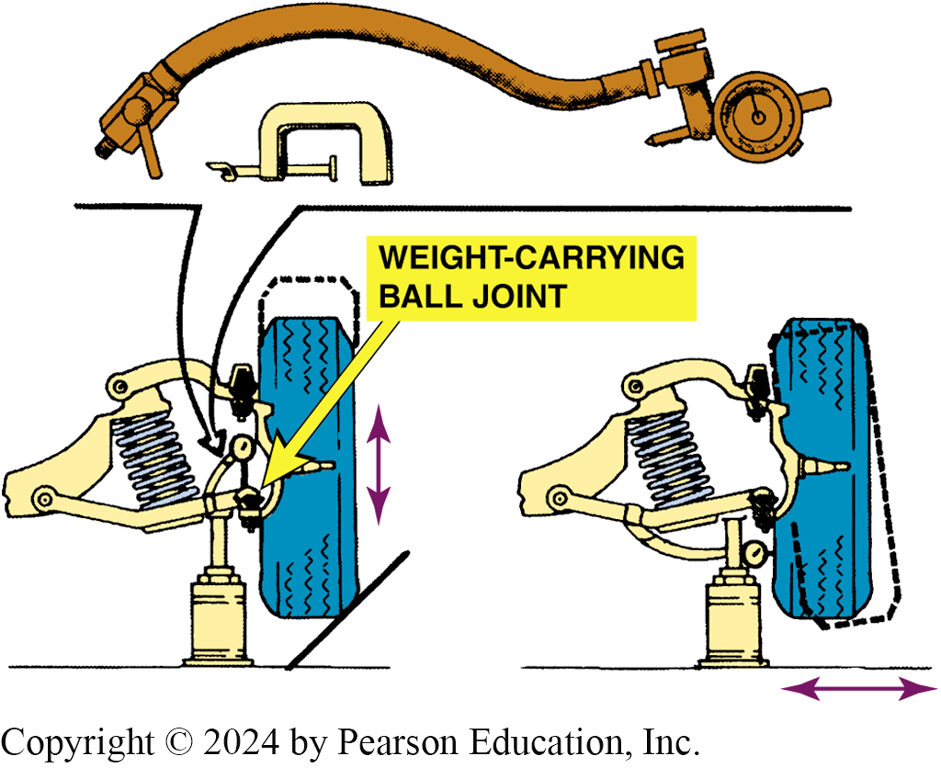 WEIGHT-CARRYING
BALL JOINT
Copyright © 2024 by Pearson Education, Inc.